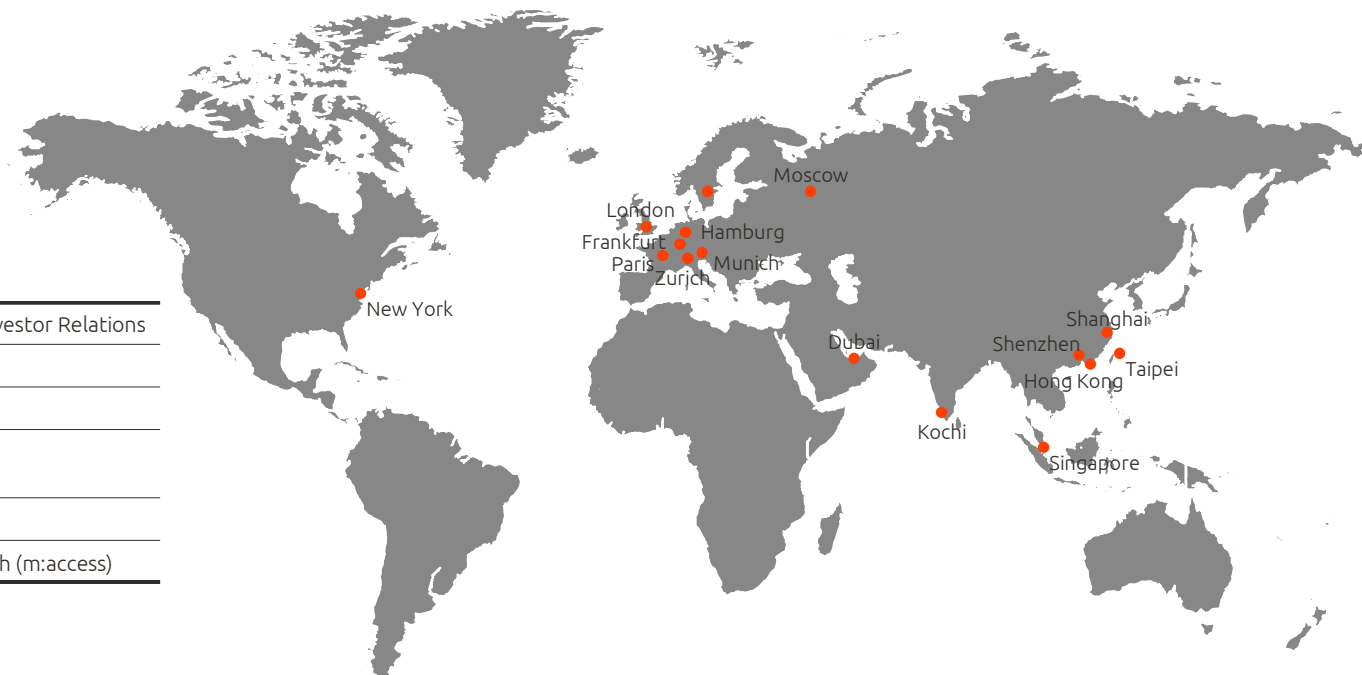 Moscow
London
Hamburg
Frankfurt
Paris
Munich
Zurich
New York
vestor Relations
Shanghai
Dubai
Shenzhen
Taipei
Hong Kong
Kochi
Singapore
h (m:access)